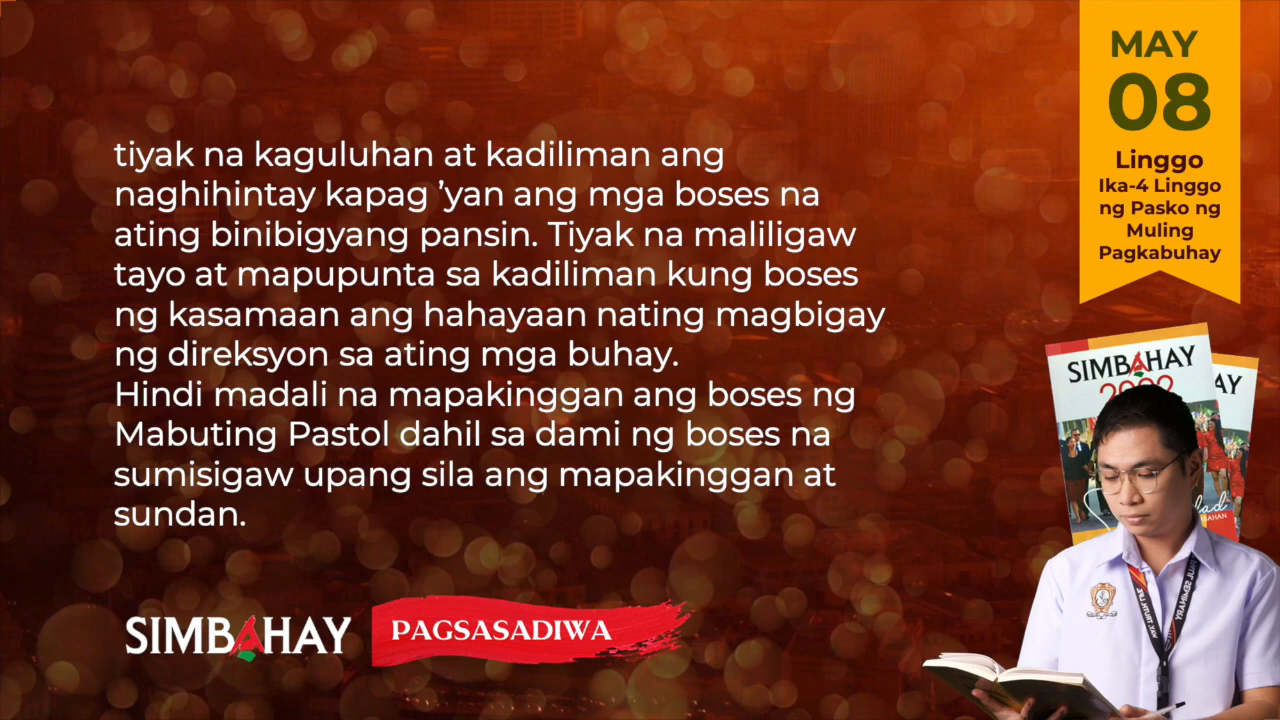 tiyak na kaguluhan at kadiliman ang
naghihintay kapag ’yan ang mga boses na
ating binibigyang pansin. Tiyak na maliligaw
tayo at mapupunta sa kadiliman kung boses
ng kasamaan ang hahayaan nating magbigay
ng direksyon sa ating mga buhay.
Hindi madali na mapakinggan ang boses ng
Mabuting Pastol dahil sa dami ng boses na
sumisigaw upang sila ang mapakinggan at
sundan.
SIMBAHAY
PAGSASADIWA
MAY
08
Linggo
Ika-4 Linggo
ng Pasko ng
Muling
Pagkabuhay
SIMBAHAY